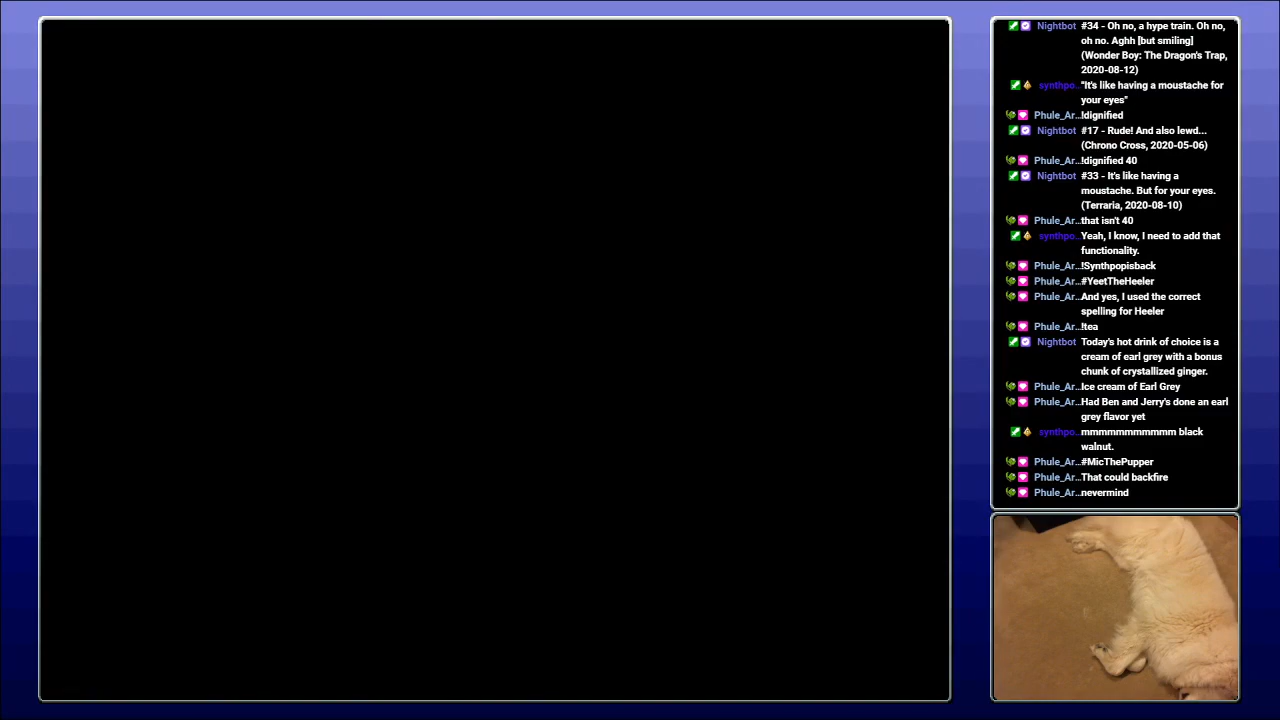 Nightbot #34 - Oh no, a hype train. Oh no,
oh no. Aghh [but smiling]
(Wonder Boy: The Dragon's Trap,
2020-08-12)
synthpo... "It's like having a moustache for
your eyes"
Phule_Ar... !dignified
Nightbot #17 - Rude! And also lewd...
(Chrono Cross, 2020-05-06)
Phule_Ar... !dignified 40
Nightbot #33 - It's like having a
moustache. But for your eyes.
(Terraria, 2020-08-10)
Phule_Ar... that isn't 40
synthpo... Yeah, I know, I need to add that
functionality.
Phule_Ar... !Synthpopisback
Phule_Ar... #YeetTheHeeler
Phule_Ar... And yes, I used the correct
spelling for Heeler
Phule_Ar... !tea
Nightbot Today's hot drink of choice is a
cream of earl grey with a bonus
chunk of crystallized ginger.
Phule_Ar... Ice cream of Earl Grey
Phule_Ar... Had Ben and Jerry's done an earl
grey flavor yet
synthpo... mmmmmmmmmm black
walnut.
Phule_Ar... #MicThePupper
Phule_Ar... That could backfire
Phule_Ar... nevermind